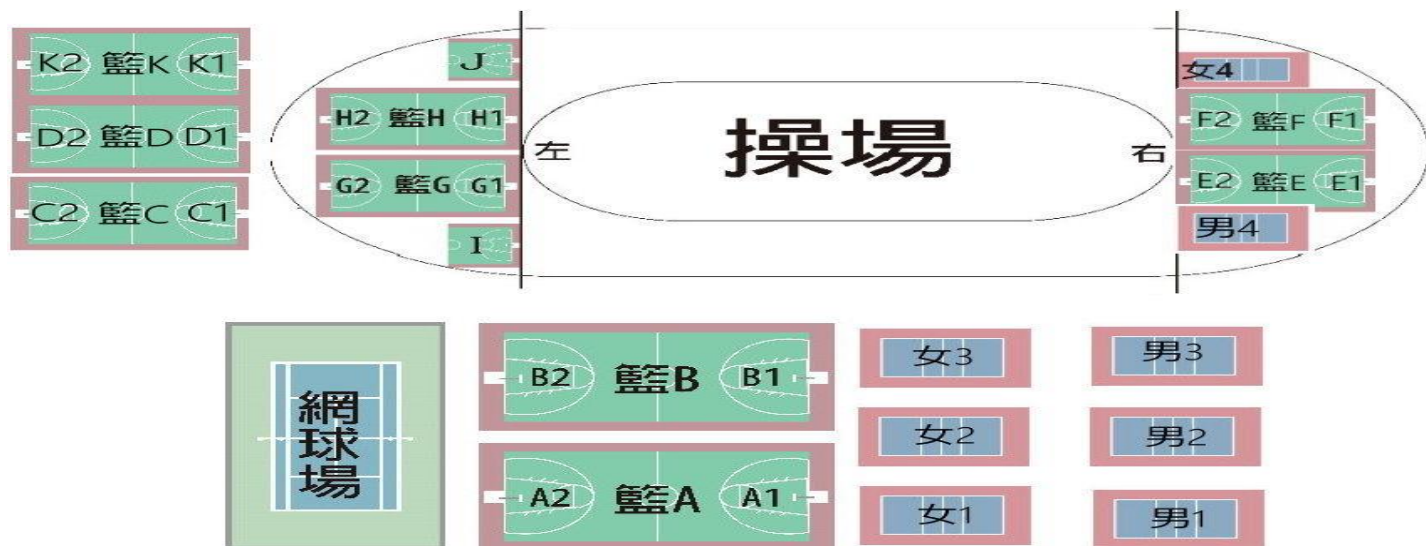 K2 籃K K1
D2 籃D D1
C2 籃C C1
J
H2 籃H H1
G2 籃G G1
I
左
操場
右
女4
F2 籃F F1
E2 籃E E1
男4
網球場
B2 籃B B1
A2 籃A A1
女3
男3
女2
男2
女1
男1